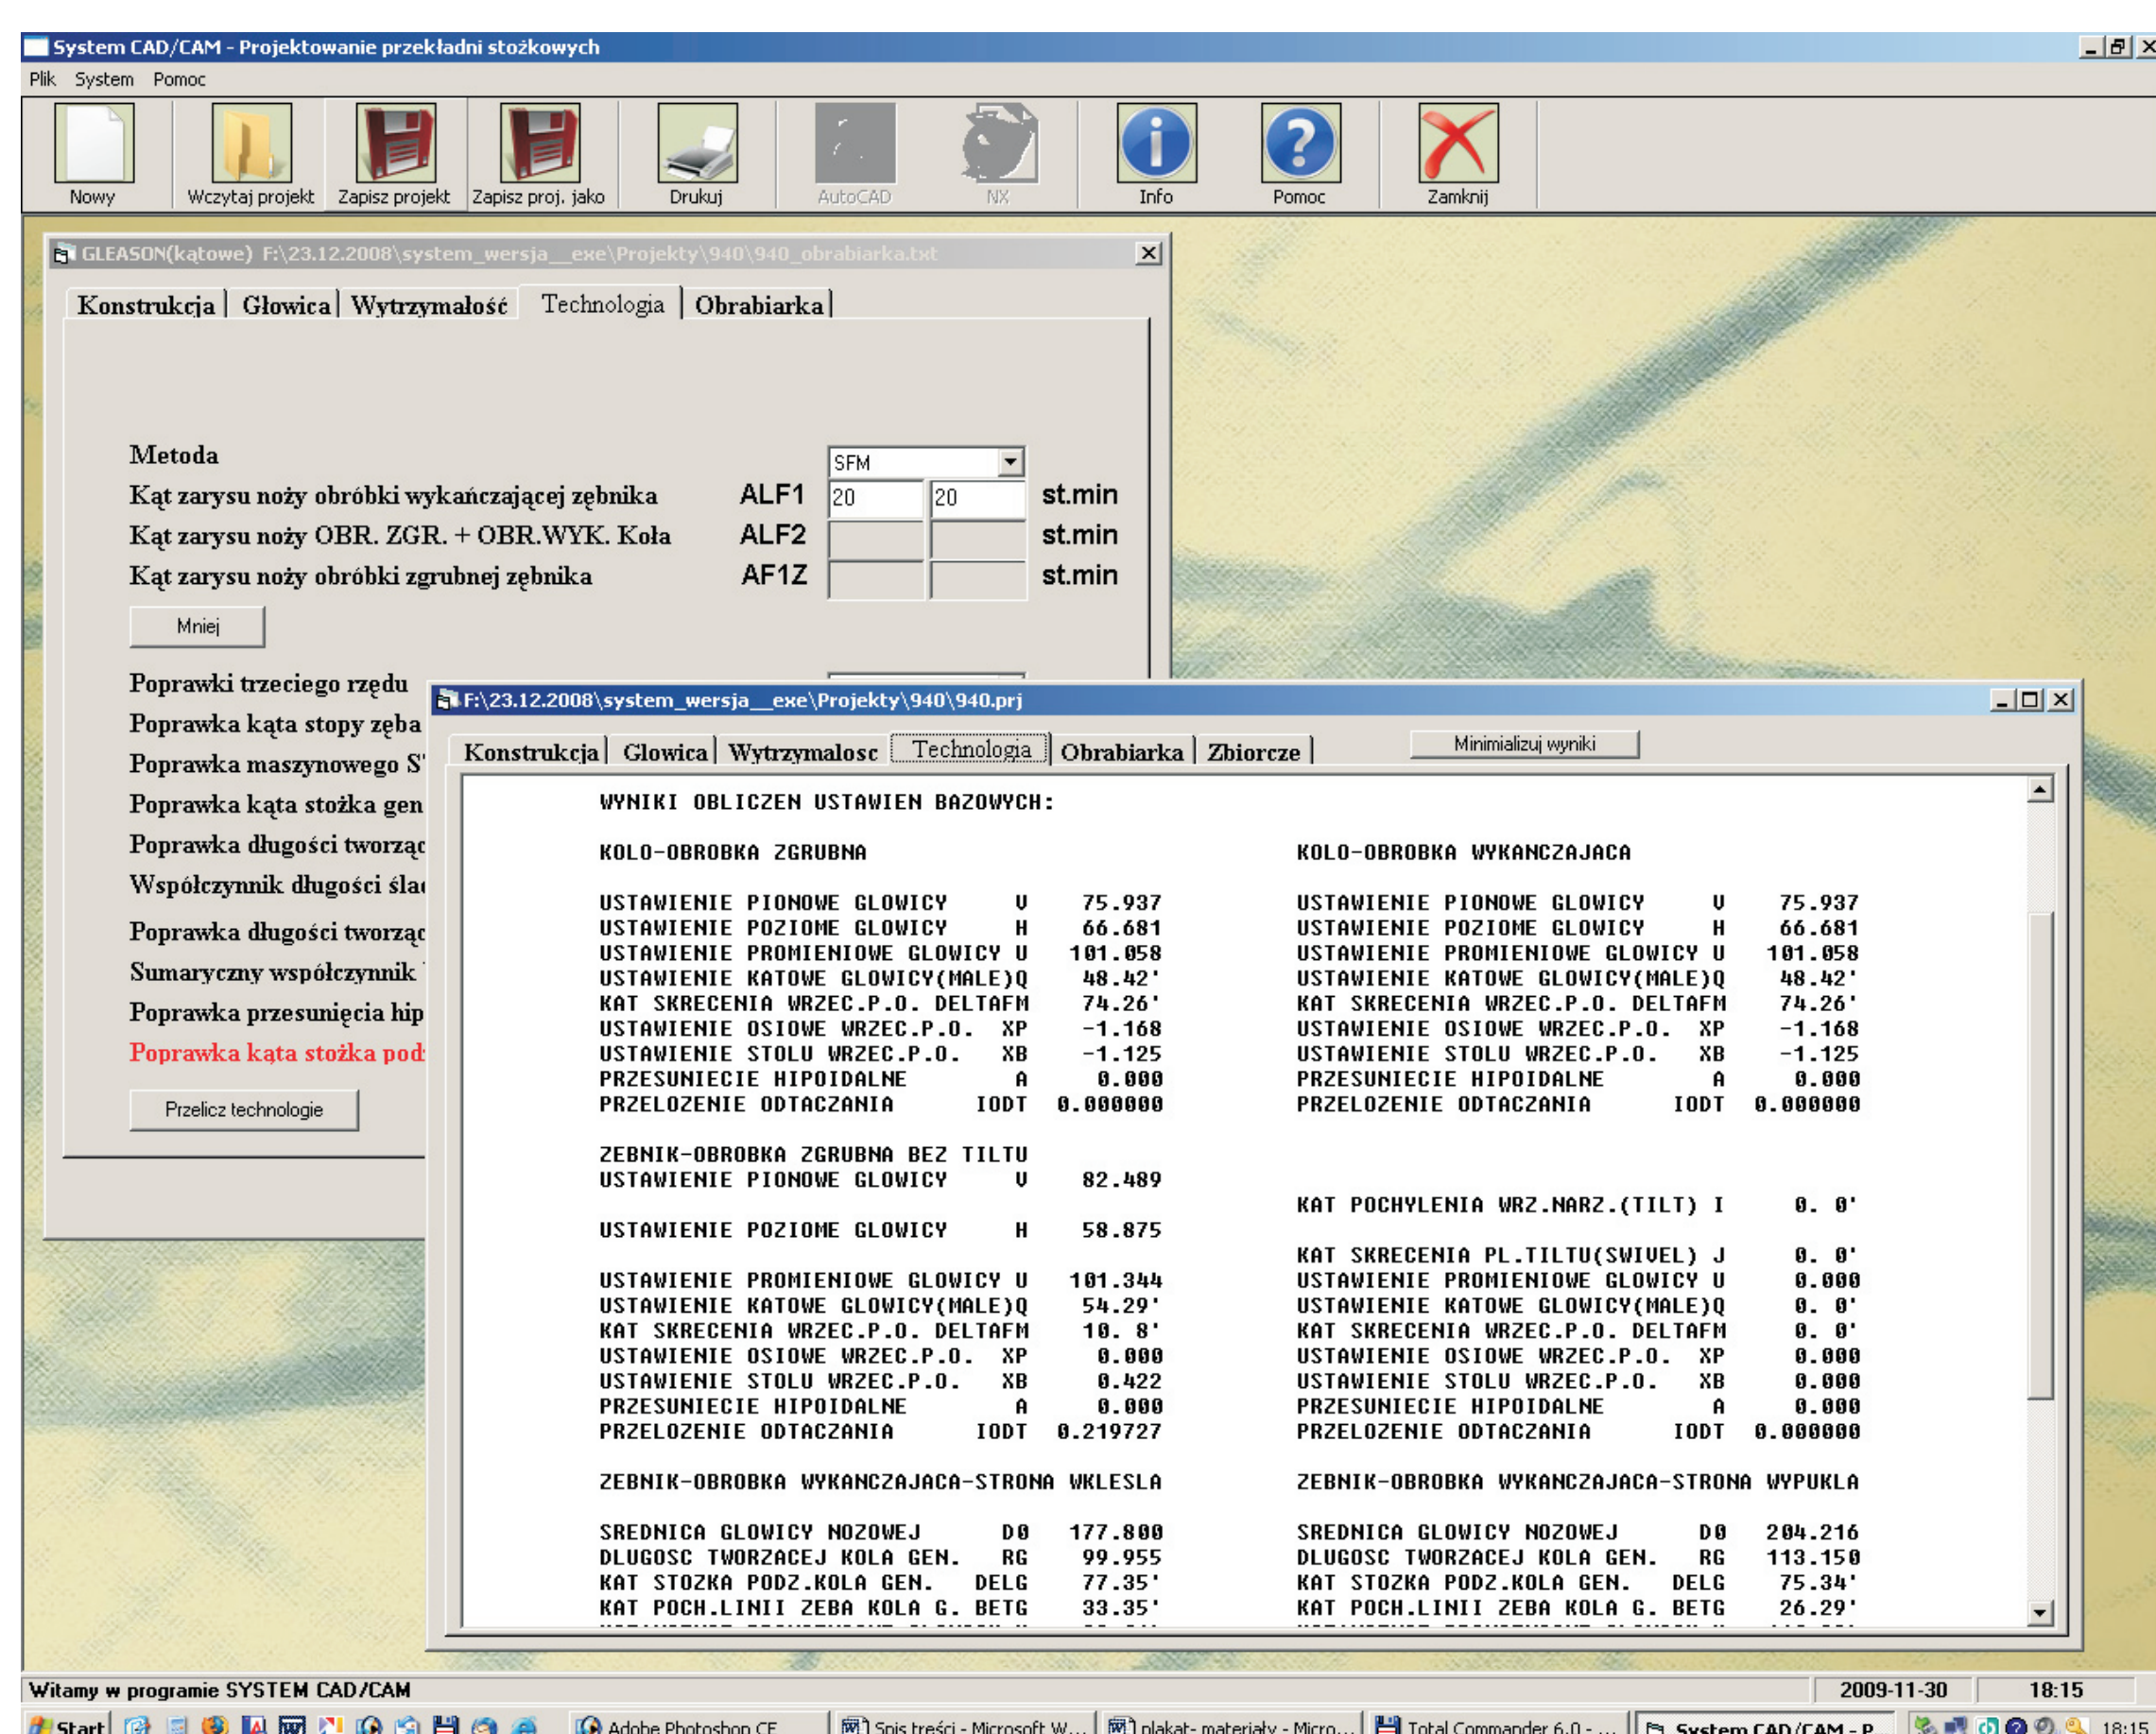 System CAD/CAM - Projektowanie przekładni stożkowych
Plik System Pomoc
Nowy Wczytaj projekt Zapisz projekt Zapisz proj. jako Drukuj AutoCAD NX Info Pomoc Zamknij
GLEASON(kątowe) F:\23.12.2008\system_wersja__exe\Projekty\940\940_obrabiarka.txt
Konstrukcja Głowica Wytrzymałość Technologia Obrabiarka
Metoda SFM
Kąt zarysu noży obróbki wykańczającej zębnika ALF1 20 20 st.min
Kąt zarysu noży OBR. ZGR. + OBR.WYK. Koła ALF2 st.min
Kąt zarysu noży obróbki zgrubnej zębnika AF1Z st.min
Mniej
Poprawki trzeciego rzędu
Poprawka kąta stopy zęba
Poprawka maszynowego
Poprawka kąta stożka gen
Poprawka długości tworząc
Współczynnik długości ślad
Poprawka długości tworząc
Sumaryczny współczynnik
Poprawka przesunięcia hip
Poprawka kąta stożka pod
Przelicz technologie
F:\23.12.2008\system_wersja__exe\Projekty\940\940.prj
Konstrukcja Glowica Wytrzymalosc Technologia Obrabiarka Zbiorcze Minimializuj wyniki
WYNIKI OBLICZEN USTAWIEN BAZOWYCH:
KOLO-OBROBKA ZGRUBNA KOLO-OBROBKA WYKANCZAJACA
USTAWIENIE PIONOWE GLOWICY V 75.937 USTAWIENIE PIONOWE GLOWICY V 75.937
USTAWIENIE POZIOME GLOWICY H 66.681 USTAWIENIE POZIOME GLOWICY H 66.681
USTAWIENIE PROMIENIOWE GLOWICY U 101.058 USTAWIENIE PROMIENIOWE GLOWICY U 101.058
USTAWIENIE KATOWE GLOWICY(MALE)Q 48.42' USTAWIENIE KATOWE GLOWICY(MALE)Q 48.42'
KAT SKRECENIA WRZEC.P.O. DELTAFM 74.26' KAT SKRECENIA WRZEC.P.O. DELTAFM 74.26'
USTAWIENIE OSIOWE WRZEC.P.O. XP -1.168 USTAWIENIE OSIOWE WRZEC.P.O. XP -1.168
USTAWIENIE STOLU WRZEC.P.O. XB -1.125 USTAWIENIE STOLU WRZEC.P.O. XB -1.125
PRZESUNIECIE HIPOIDALNE A 0.000 PRZESUNIECIE HIPOIDALNE A 0.000
PRZELOZENIE ODTACZANIA IODT 0.000000 PRZELOZENIE ODTACZANIA IODT 0.000000
ZEBNIK-OBROBKA ZGRUBNA BEZ TILTU
USTAWIENIE PIONOWE GLOWICY V 82.489
KAT POCHYLENIA WRZ.NARZ.(TILT) I 0. 0'
USTAWIENIE POZIOME GLOWICY H 58.875
KAT SKRECENIA PL.TILTU(SWIVEL) J 0. 0'
USTAWIENIE PROMIENIOWE GLOWICY U 101.344 USTAWIENIE PROMIENIOWE GLOWICY U 0.000
USTAWIENIE KATOWE GLOWICY(MALE)Q 54.29' USTAWIENIE KATOWE GLOWICY(MALE)Q 0. 0'
KAT SKRECENIA WRZEC.P.O. DELTAFM 10. 8' KAT SKRECENIA WRZEC.P.O. DELTAFM 0. 0'
USTAWIENIE OSIOWE WRZEC.P.O. XP 0.000 USTAWIENIE OSIOWE WRZEC.P.O. XP 0.000
USTAWIENIE STOLU WRZEC.P.O. XB 0.422 USTAWIENIE STOLU WRZEC.P.O. XB 0.000
PRZESUNIECIE HIPOIDALNE A 0.000 PRZESUNIECIE HIPOIDALNE A 0.000
PRZELOZENIE ODTACZANIA IODT 0.219727 PRZELOZENIE ODTACZANIA IODT 0.000000
ZEBNIK-OBROBKA WYKANCZAJACA-STRONA WKLESLA ZEBNIK-OBROBKA WYKANCZAJACA-STRONA WYPUKLA
SREDNICA GLOWICY NOZOWEJ D0 177.800 SREDNICA GLOWICY NOZOWEJ D0 204.216
DLUGOSC TWORZACEJ KOLA GEN. RG 99.955 DLUGOSC TWORZACEJ KOLA GEN. RG 113.150
KAT STOZKA PODZ.KOLA GEN. DELG 77.35' KAT STOZKA PODZ.KOLA GEN. DELG 75.34'
KAT POCH.LINII ZEBA KOLA G. BETG 33.35' KAT POCH.LINII ZEBA KOLA G. BETG 26.29'
Witamy w programie SYSTEM CAD/CAM 2009-11-30 18:15
Start Adobe Photoshop CE Spis treści - Microsoft W... plakat- materiały - Micro... Total Commander 6.0 - ... System CAD/CAM - P... 18:15